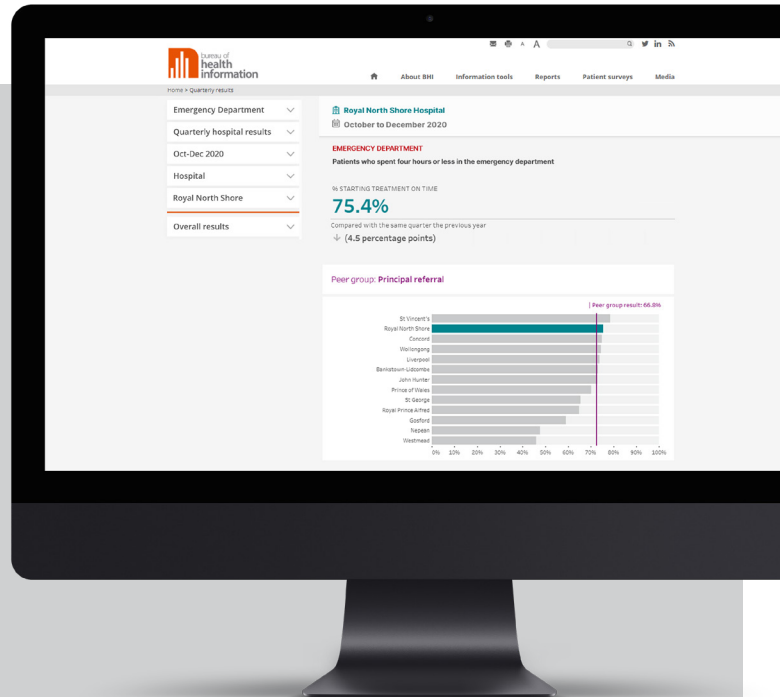 A A
bureau of
health
information
About BHI Information tools Reports Patient surveys Media
Home > Quarterly results
Emergency Department
Quarterly hospital results
Oct-Dec 2020
Hospital
Royal North Shore
Overall results
Royal North Shore Hospital
October to December 2020
EMERGENCY DEPARTMENT
Patients who spent four hours or less in the emergency department
% STARTING TREATMENT ON TIME
75.4%
Compared with the same quarter the previous year
(4.5 percentage points)
Peer group: Principal referral
Peer group result: 66.8%
St Vincent's
Royal North Shore
Concord
Wollongong
Liverpool
Bankstown-Lidcombe
John Hunter
Prince of Wales
St George
Royal Prince Alfred
Gosford
Nepean
Westmead
0% 10% 20% 30% 40% 50% 60% 70% 80% 90% 100%